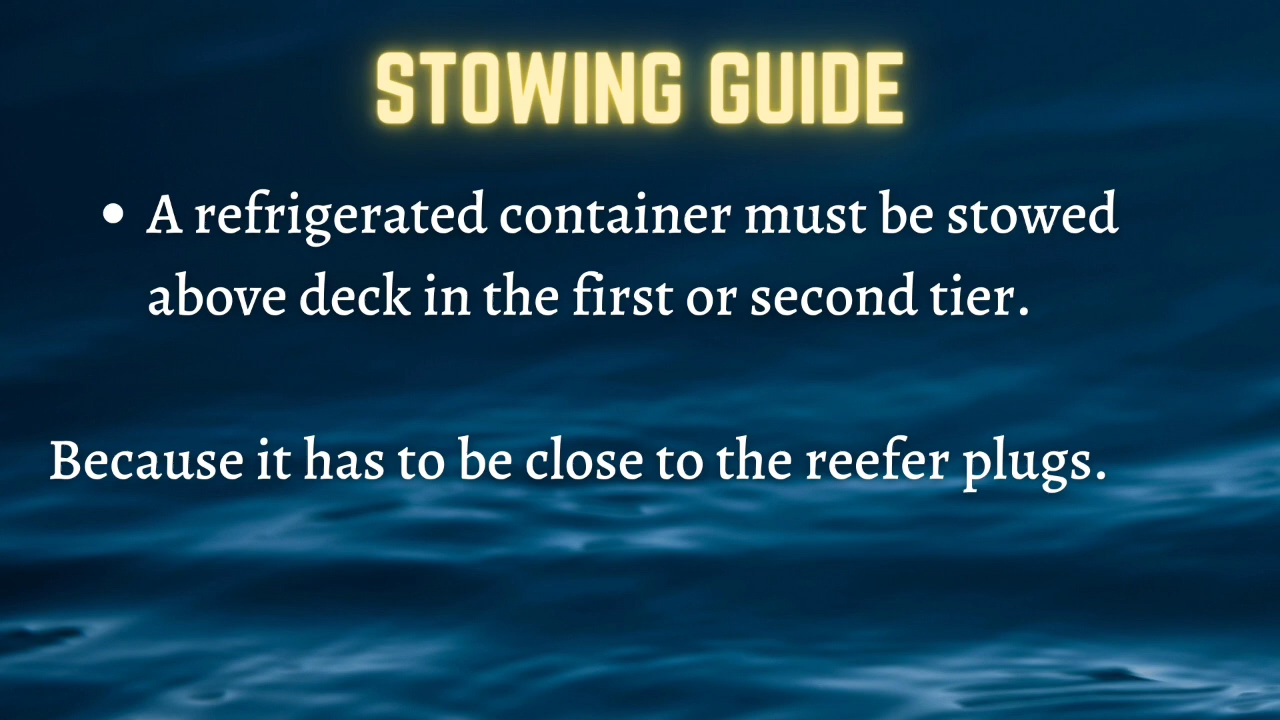 STOWING GUIDE
• A refrigerated container must be stowed
above deck in the first or second tier.
Because it has to be close to the reefer plugs.